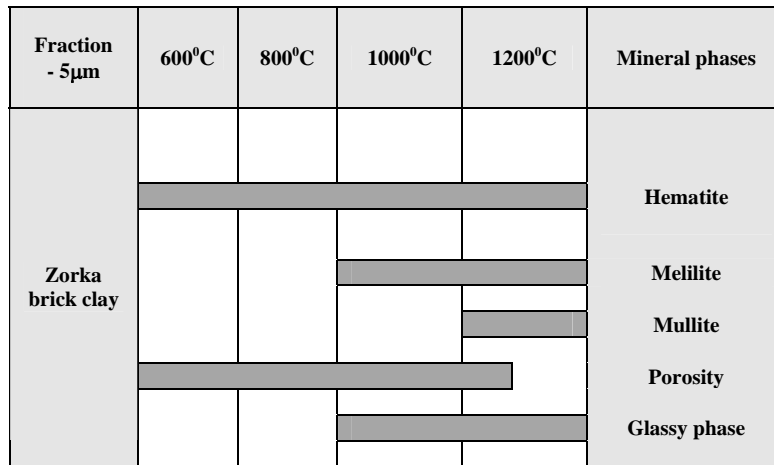 Fraction
- 5μm
600⁰C
800⁰C
1000⁰C
1200⁰C
Mineral phases
Zorka
brick clay
Hematite
Melilite
Mullite
Porosity
Glassy phase